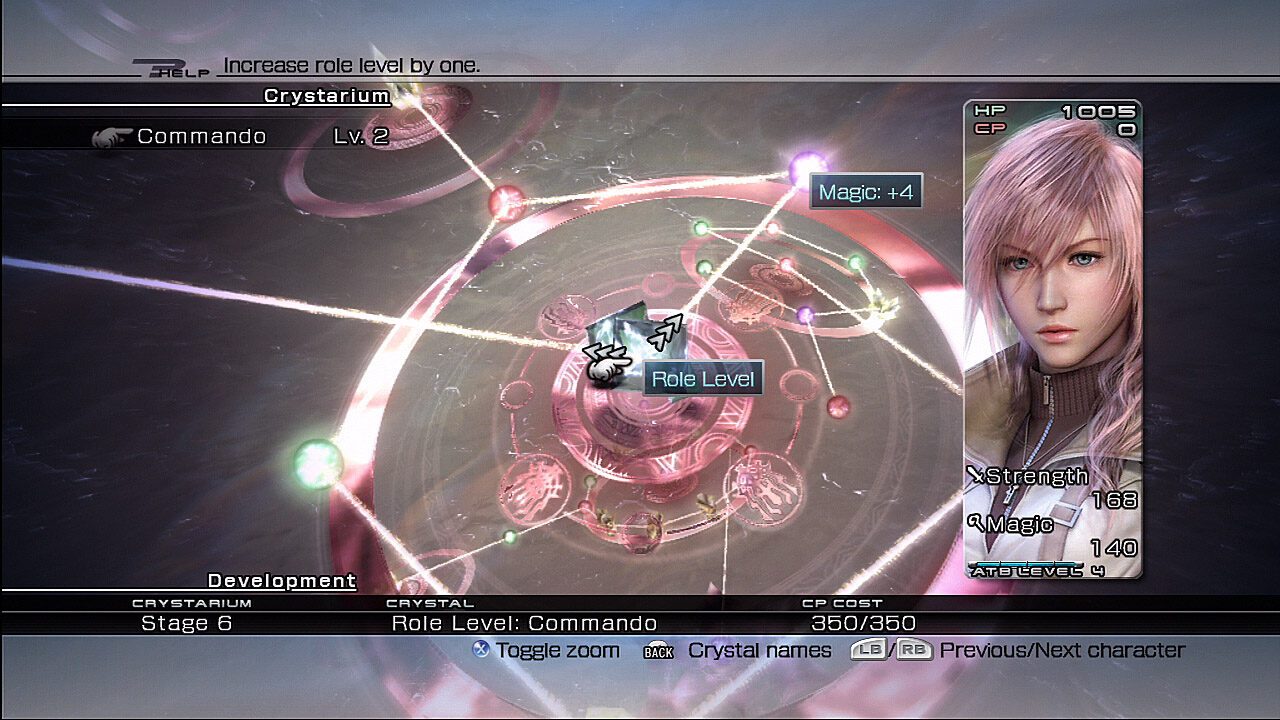 HELP Increase role level by one.
Crystarium
Commando Lv. 2
HP 1005
CP 0
Magic: +4
Role Level
Strength
168
Magic
140
ATB LEVEL 4
Development
CRYSTARIUM CRYSTAL CP COST
Stage 6 Role Level: Commando 350/350
X Toggle zoom BACK Crystal names LB/RB Previous/Next character